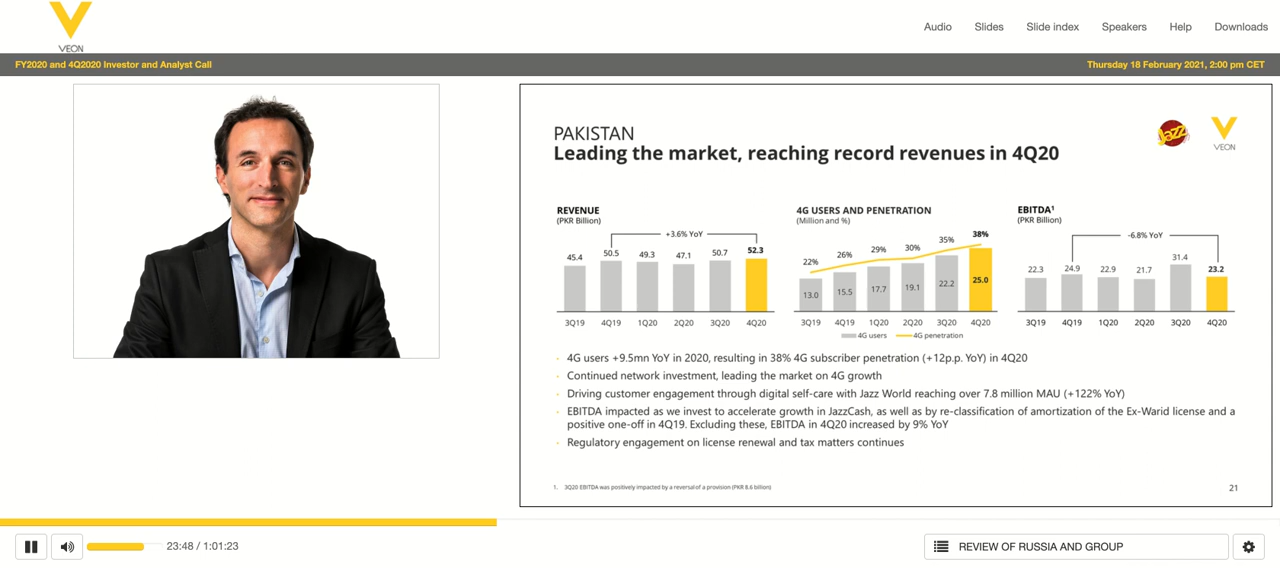 VEON
Audio
Slides
Slide index
Speakers
Help
Downloads
FY2020 and 4Q2020 Investor and Analyst Call
Thursday 18 February 2021, 2:00 pm CET
PAKISTAN
Leading the market, reaching record revenues in 4Q20
Jazz
VEON
REVENUE
(PKR Billion)
+3.6% YoY
45.4 50.5 49.3 47.1 50.7 52.3
3Q19 4Q19 1Q20 2Q20 3Q20 4Q20
4G USERS AND PENETRATION
(Million and %)
22% 26% 29% 30% 35% 38%
13.0 15.5 17.7 19.1 22.2 25.0
3Q19 4Q19 1Q20 2Q20 3Q20 4Q20
4G users 4G penetration
EBITDA1
(PKR Billion)
-6.8% YoY
22.3 24.9 22.9 21.7 31.4 23.2
3Q19 4Q19 1Q20 2Q20 3Q20 4Q20
· 4G users +9.5mn YoY in 2020, resulting in 38% 4G subscriber penetration (+12p.p. YoY) in 4Q20
· Continued network investment, leading the market on 4G growth
· Driving customer engagement through digital self-care with Jazz World reaching over 7.8 million MAU (+122% YoY)
· EBITDA impacted as we invest to accelerate growth in JazzCash, as well as by re-classification of amortization of the Ex-Warid license and a
positive one-off in 4Q19. Excluding these, EBITDA in 4Q20 increased by 9% YoY
· Regulatory engagement on license renewal and tax matters continues
1. 3Q20 EBITDA was positively impacted by a reversal of a provision (PKR 8.6 billion)
21
23:48 / 1:01:23
REVIEW OF RUSSIA AND GROUP